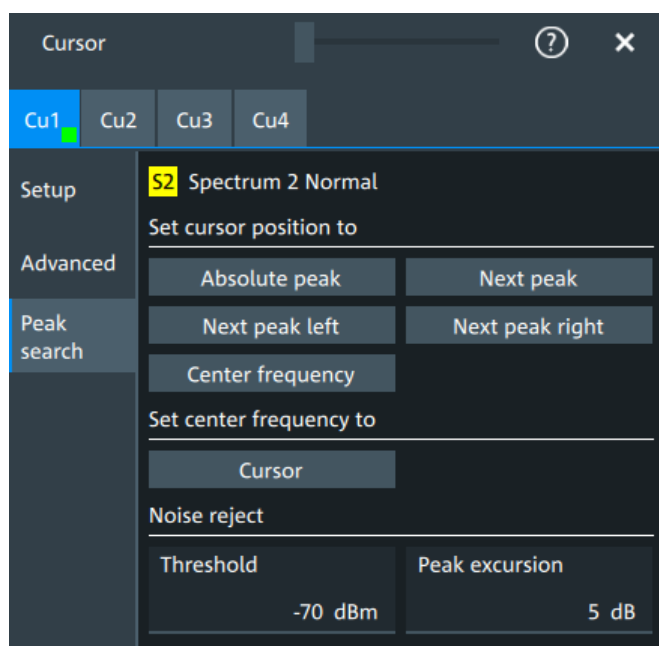 Cursor
Cu1 Cu2 Cu3 Cu4
Setup
S2 Spectrum 2 Normal
Set cursor position to
Advanced
Absolute peak Next peak
Peak
search
Next peak left Next peak right
Center frequency
Set center frequency to
Cursor
Noise reject
Threshold Peak excursion
-70 dBm 5 dB